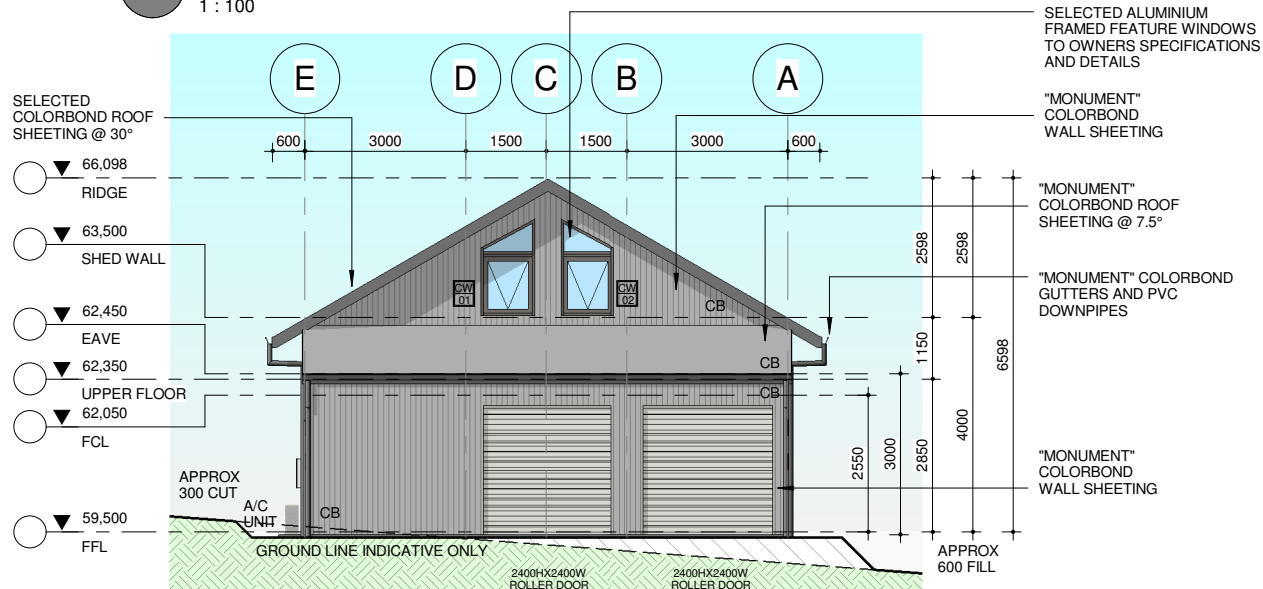 1 : 100
SELECTED ALUMINIUM
FRAMED FEATURE WINDOWS
TO OWNERS SPECIFICATIONS
AND DETAILS
E
D
C
B
A
SELECTED
COLORBOND ROOF
SHEETING @ 30°
"MONUMENT"
COLORBOND
WALL SHEETING
600
3000
1500
1500
3000
600
66,098
RIDGE
"MONUMENT"
COLORBOND ROOF
SHEETING @ 7.5°
63,500
SHED WALL
2598
2598
"MONUMENT" COLORBOND
GUTTERS AND PVC
DOWNPIPES
CW
01
CW
02
CB
62,450
EAVE
1150
6598
CB
62,350
UPPER FLOOR
CB
62,050
FCL
4000
2550
3000
2850
"MONUMENT"
COLORBOND
WALL SHEETING
APPROX
300 CUT
A/C
UNIT
CB
59,500
FFL
GROUND LINE INDICATIVE ONLY
APPROX
600 FILL
2400HX2400W
ROLLER DOOR
2400HX2400W
ROLLER DOOR